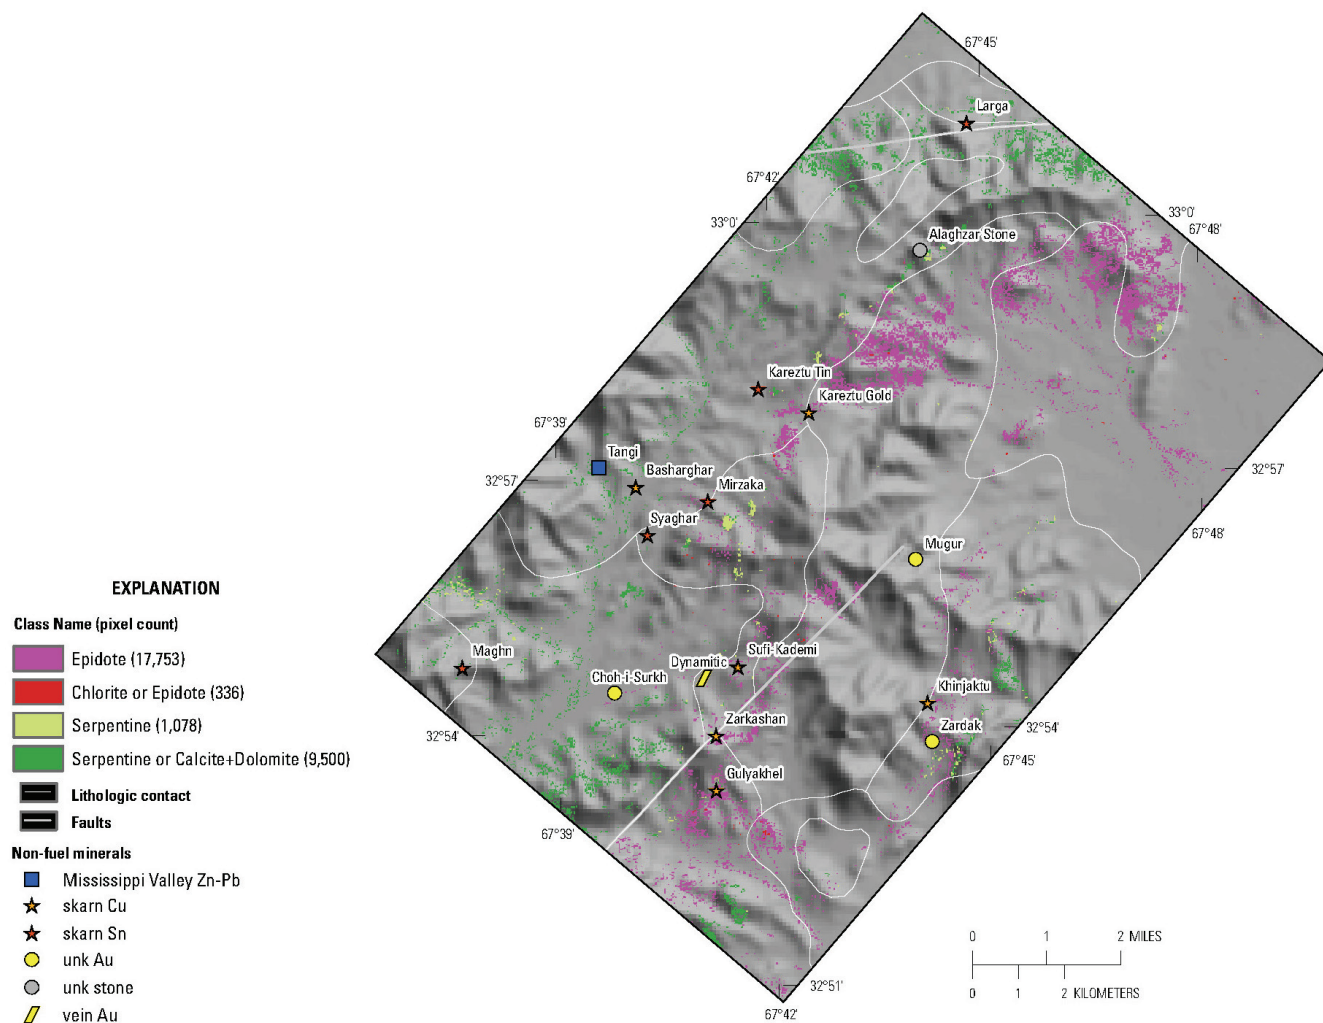 67°45'
Larga
67°42'
33°0'
33°0'
67°48'
Alaghzar Stone
Kareztu Tin
Kareztu Gold
67°39'
Tangi
Basharghar
32°57'
32°57'
Mirzaka
Syaghar
67°48'
Mugur
EXPLANATION
Class Name (pixel count)
Epidote (17,753)
Chlorite or Epidote (336)
Serpentine (1,078)
Serpentine or Calcite+Dolomite (9,500)
Lithologic contact
Faults
Non-fuel minerals
Mississippi Valley Zn-Pb
skarn Cu
skarn Sn
unk Au
unk stone
vein Au
Maghn
Sufi-Kademi
Dynamitic
Choh-i-Surkh
Khinjaktu
Zarkashan
Zardak
32°54'
32°54'
67°45'
Gulyakhel
67°39'
0 1 2 MILES
0 1 2 KILOMETERS
32°51'
67°42'